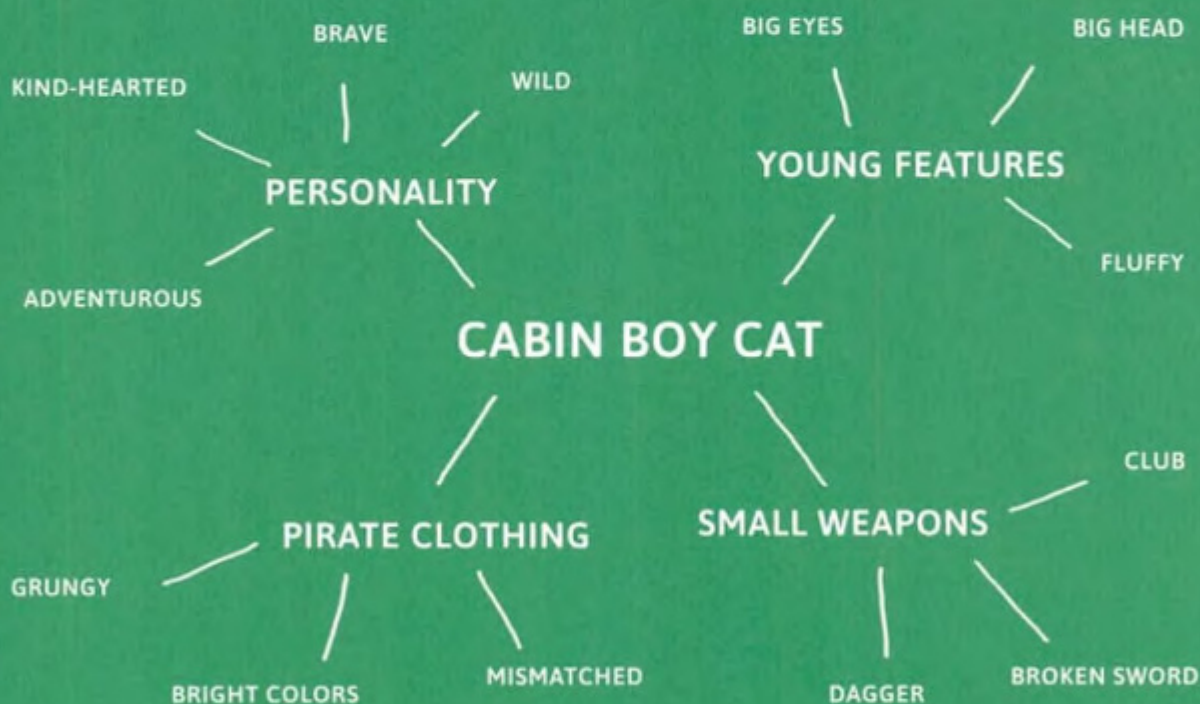 BRAVE
BIG EYES
BIG HEAD
KIND-HEARTED
WILD
PERSONALITY
YOUNG FEATURES
ADVENTUROUS
FLUFFY
CABIN BOY CAT
CLUB
PIRATE CLOTHING
SMALL WEAPONS
GRUNGY
BRIGHT COLORS
MISMATCHED
DAGGER
BROKEN SWORD